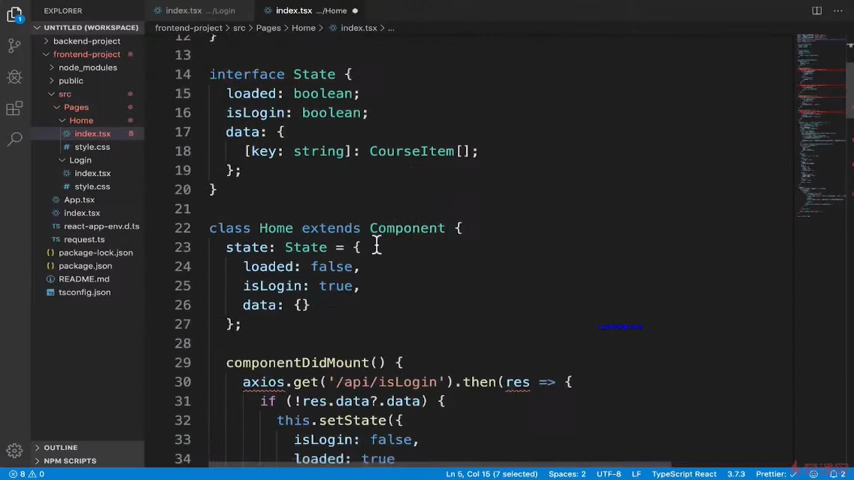 EXPLORER
index.tsx .../Login
index.tsx .../Home
UNTITLED (WORKSPACE)
backend-project
frontend-project
node_modules
public
src
Pages
Home
index.tsx 8
style.css
Login
index.tsx
style.css
App.tsx
index.tsx
react-app-env.d.ts
request.ts
package-lock.json
package.json
README.md
tsconfig.json
OUTLINE
NPM SCRIPTS
frontend-project > src > Pages > Home > index.tsx > ...
12 }
13
14 interface State {
15 loaded: boolean;
16 isLogin: boolean;
17 data: {
18 [key: string]: CourseItem[];
19 };
20 }
21
22 class Home extends Component {
23 state: State = {
24 loaded: false,
25 isLogin: true,
26 data: {}
27 };
28
29 componentDidMount() {
30 axios.get('/api/isLogin').then(res => {
31 if (!res.data?.data) {
32 this.setState({
33 isLogin: false,
34 loaded: true
8 0
Ln 5, Col 15 (7 selected) Spaces: 2 UTF-8 LF TypeScript React 3.7.3 Prettier: ✓ 2